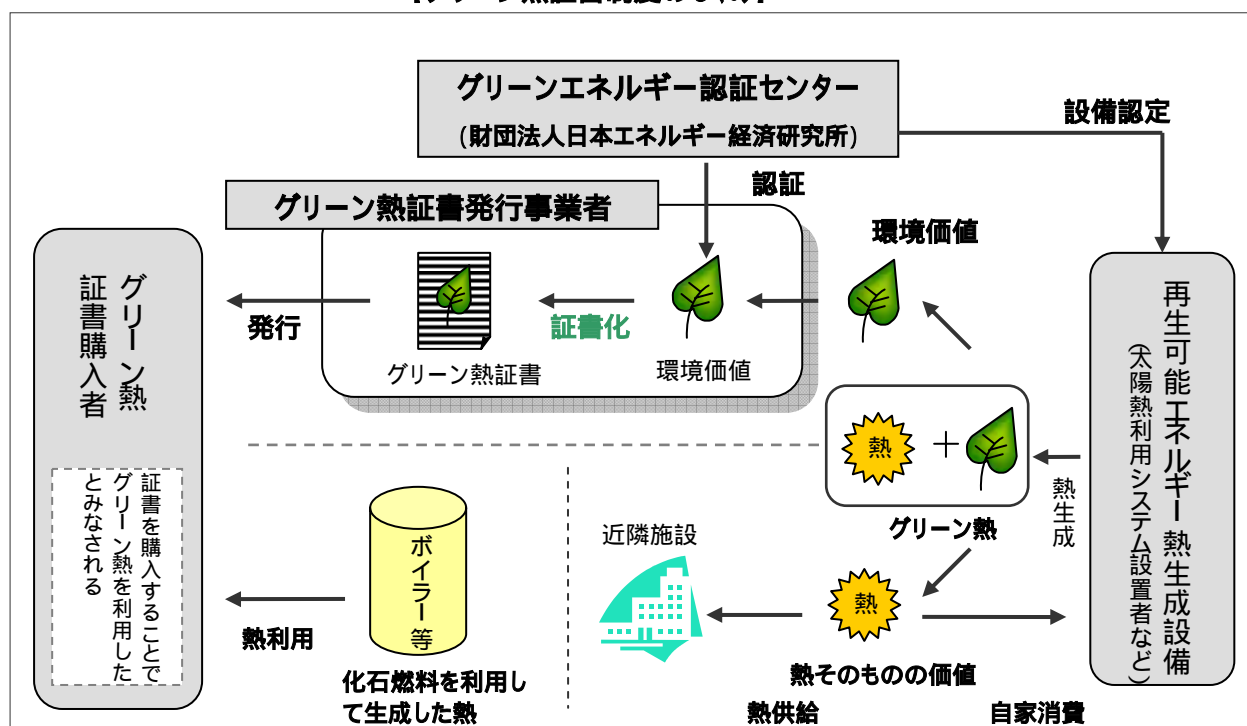 グリーンエネルギー認証センター
(財団法人日本エネルギー経済研究所)
設備認定
認証
グリーン熱証書発行事業者
環境価値
グリーン熱
証書購入者
発行
証書化
グリーン熱証書
環境価値
再生可能エネルギー熱生成設備
(太陽熱利用システム設置者など)
熱
+
グリーン熱
熱生成
証書を購入することで
グリーン熱を利用した
とみなされる
熱利用
ボイラー等
化石燃料を利用し
て生成した熱
近隣施設
熱
熱そのものの価値
熱供給
自家消費